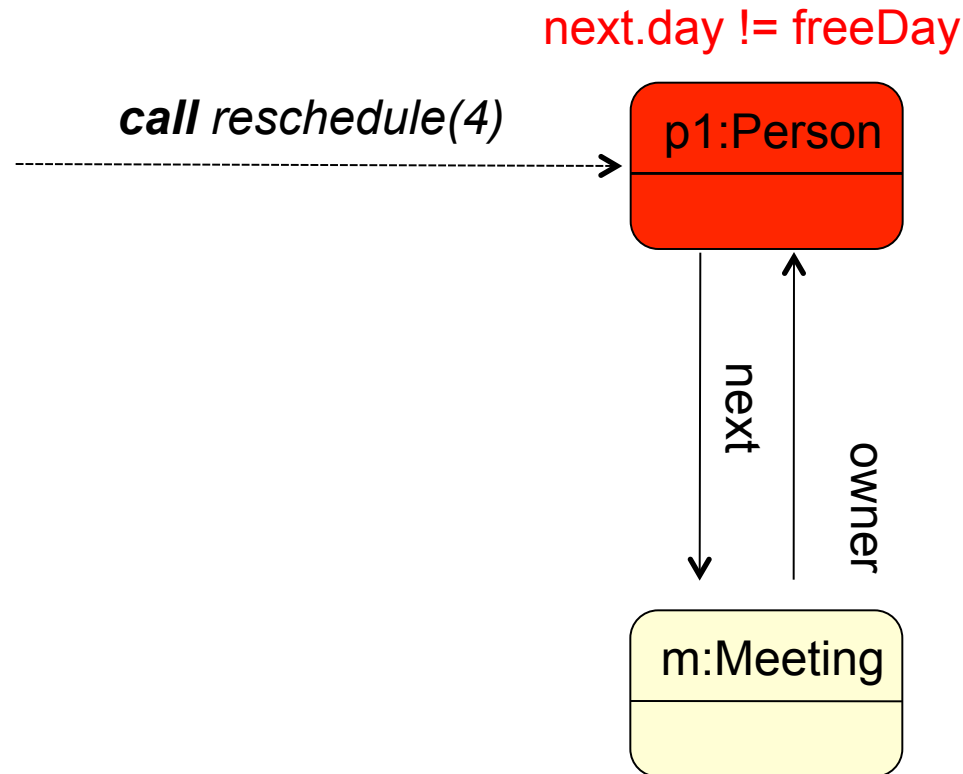 next.day != freeDay
call reschedule(4)
p1:Person
next
owner
m:Meeting